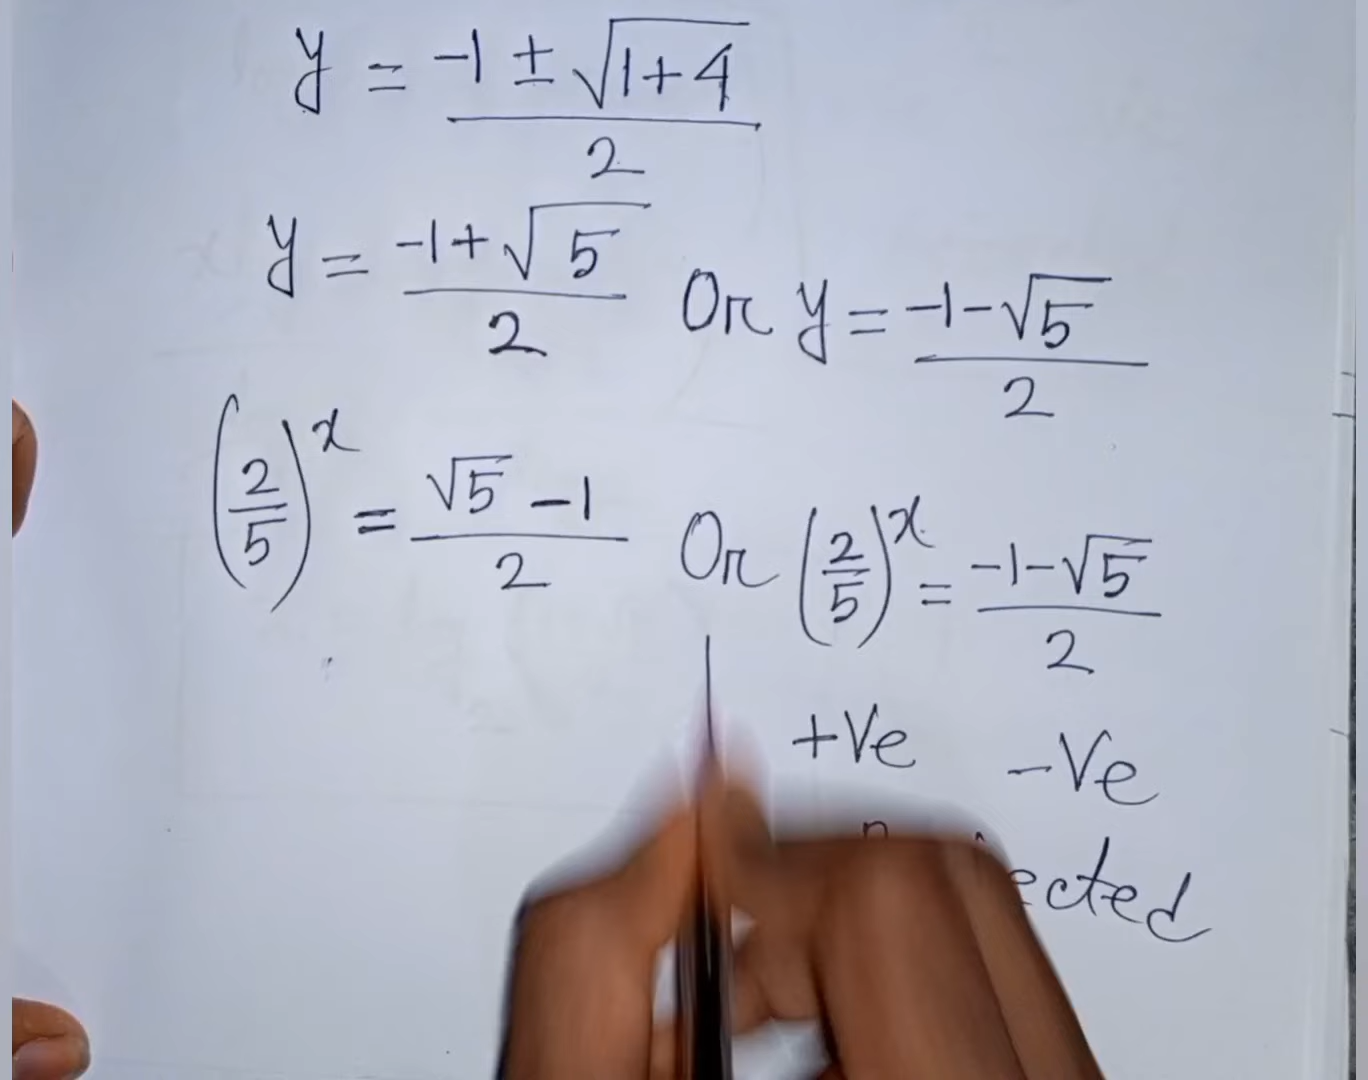 y = -1 ± √1+4 / 2
y = -1+√5 / 2 Or y = -1-√5 / 2
(2/5)^x = √5 -1 / 2 Or (2/5)^x = -1-√5 / 2
+Ve -Ve